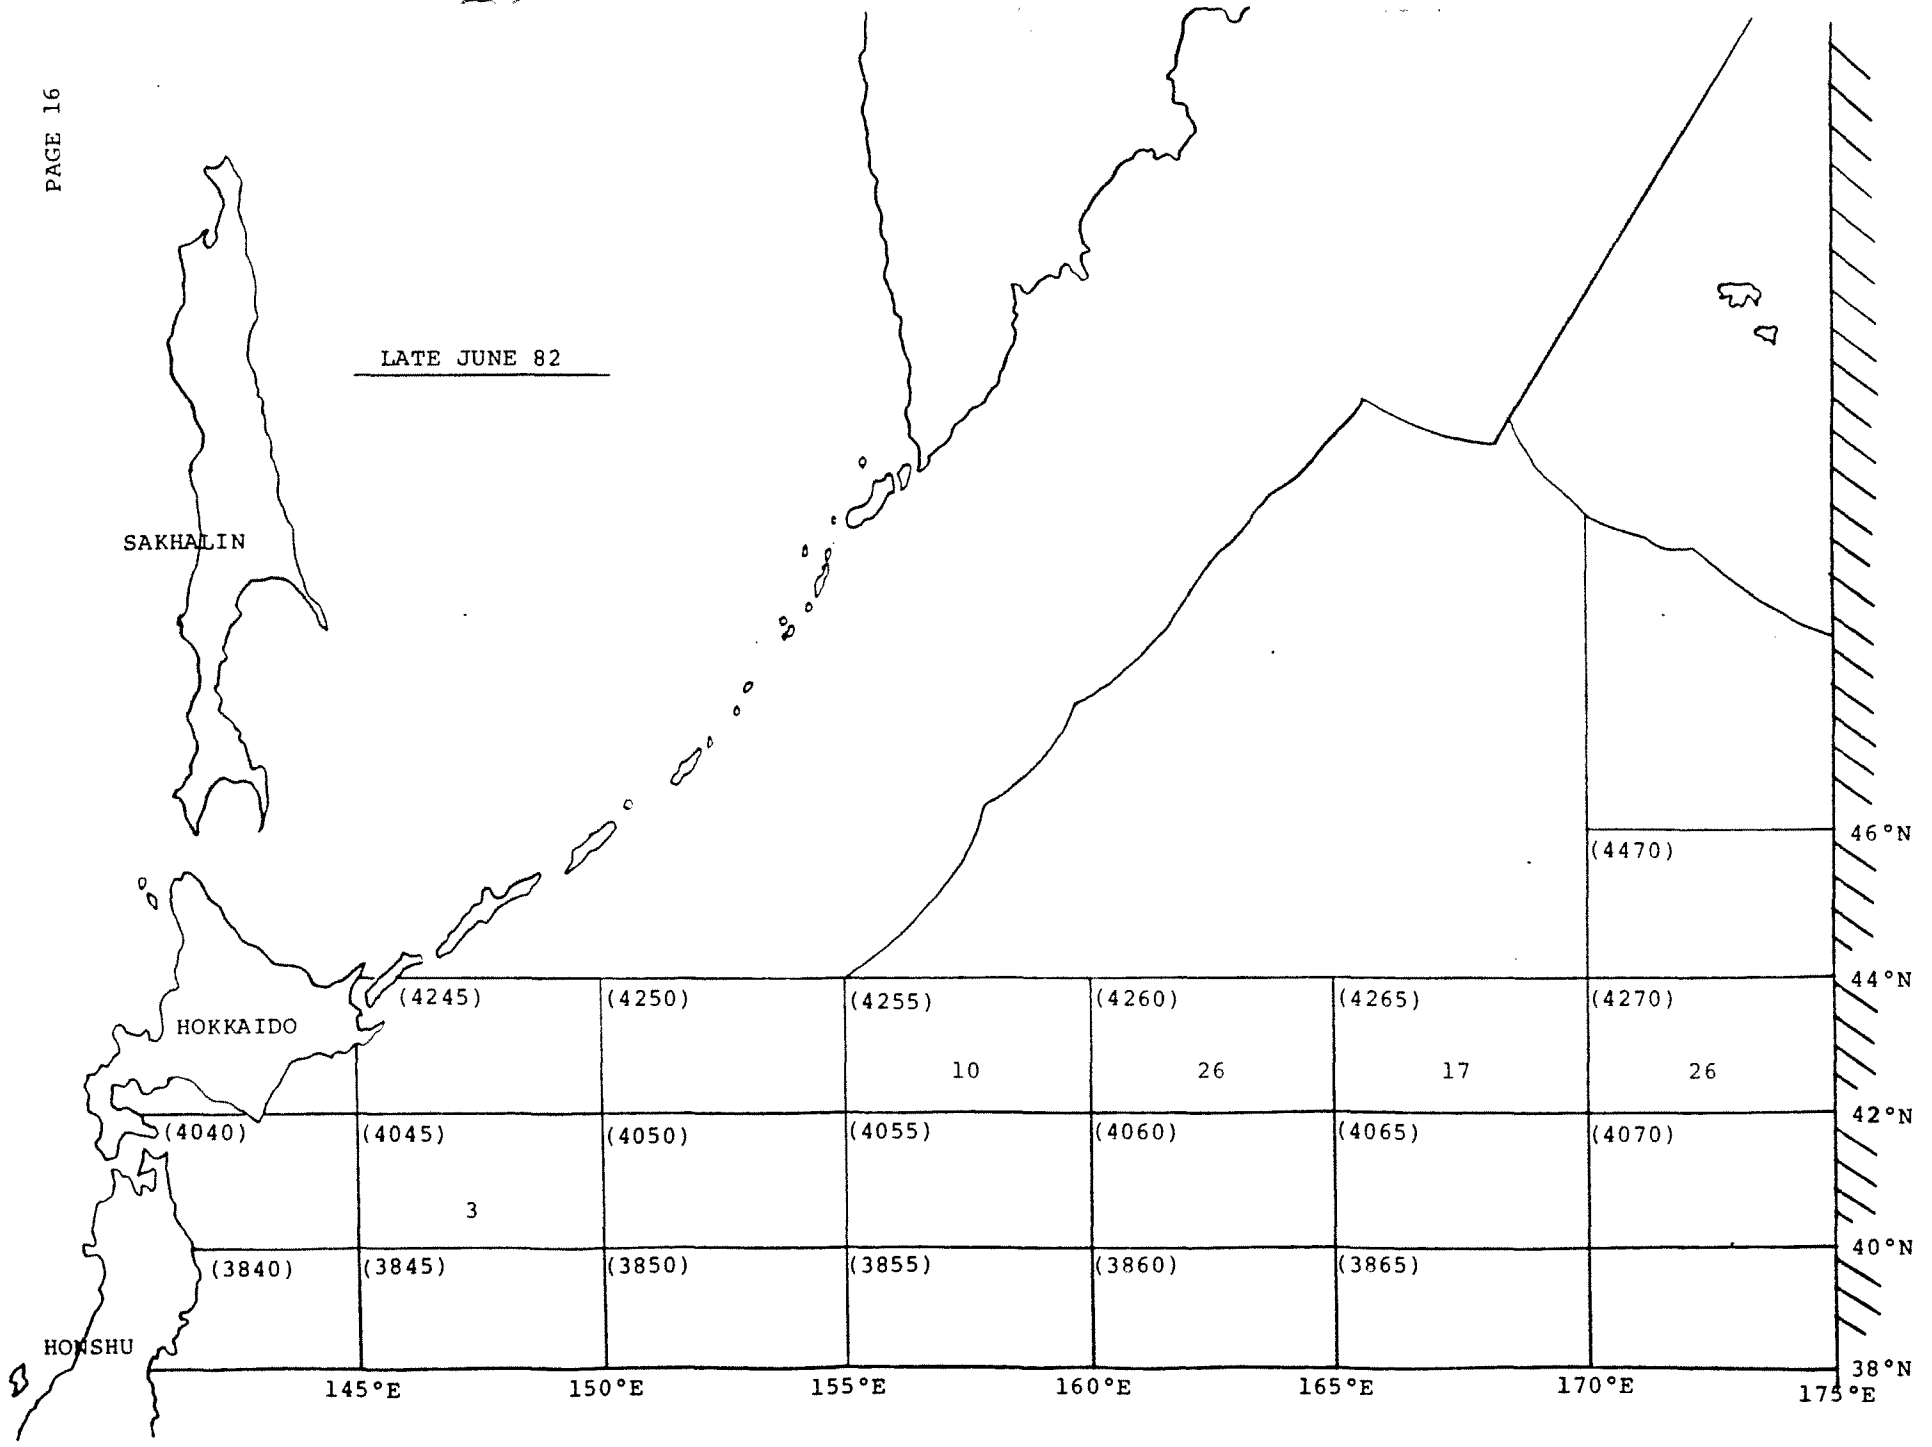 PAGE 16
LATE JUNE 82
SAKHALIN
46°N
(4470)
44°N
(4245) (4250) (4255) (4260) (4265) (4270)
HOKKAIDO
10 26 17 26
42°N
(4040) (4045) (4050) (4055) (4060) (4065) (4070)
3
40°N
(3840) (3845) (3850) (3855) (3860) (3865)
HONSHU
38°N
145°E 150°E 155°E 160°E 165°E 170°E 175°E